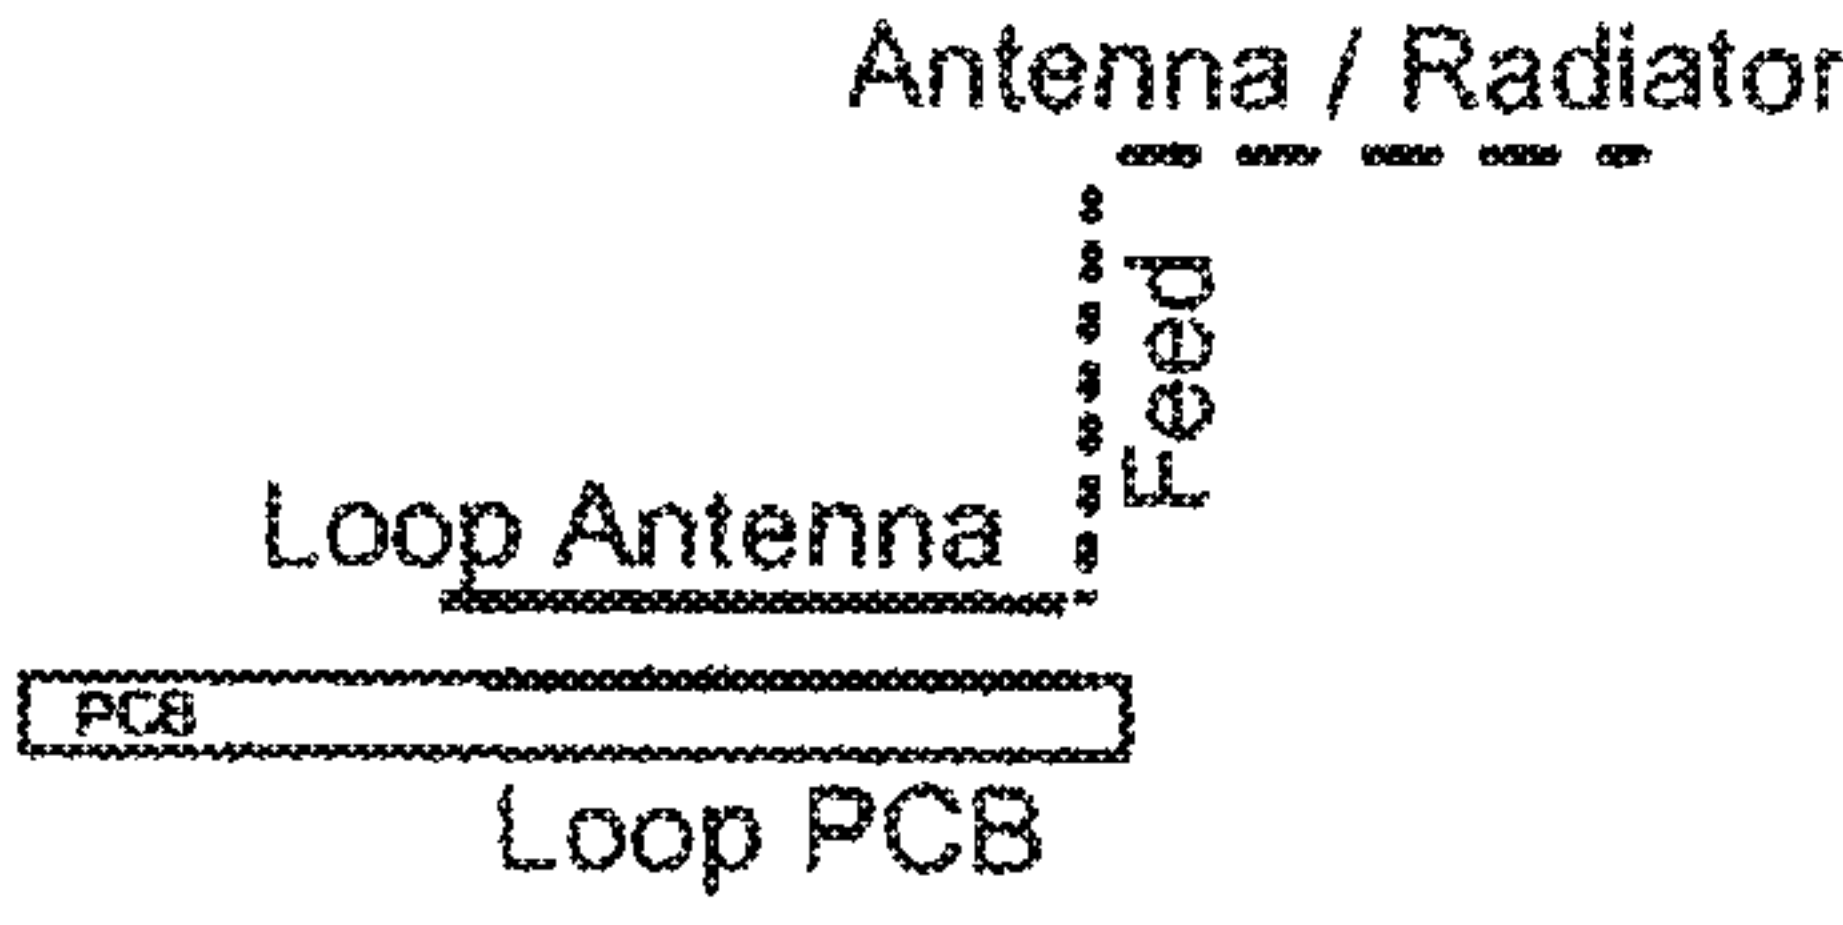 Antenna / Radiator
Feed
Loop Antenna
PCB
Loop PCB